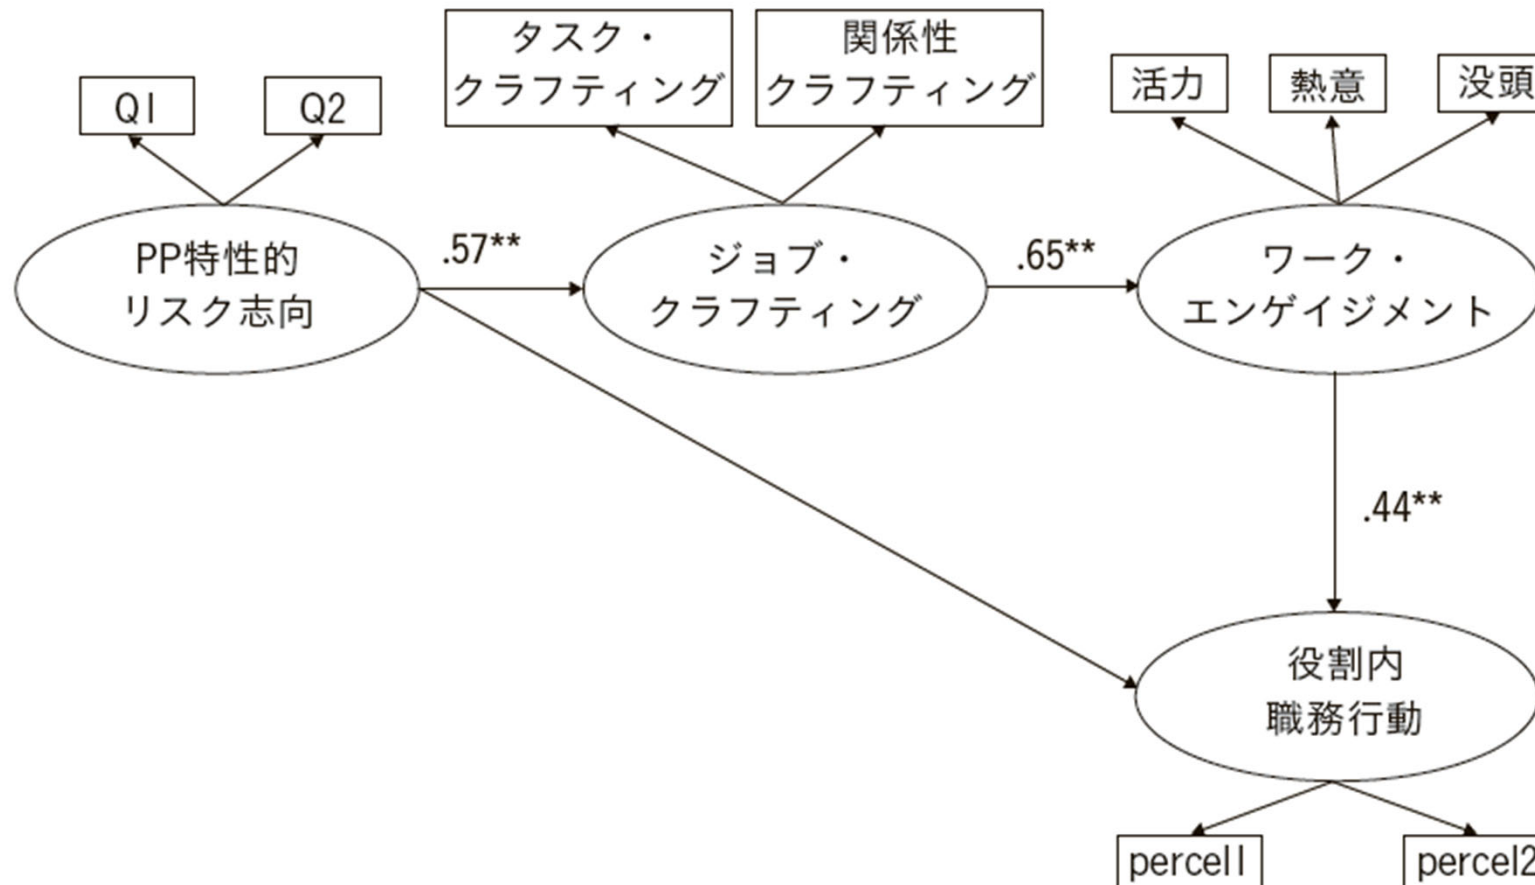 タスク・
クラフティング
関係性
クラフティング
Q1
Q2
活力
熱意
没頭
PP特性的
リスク志向
.57**
ジョブ・
クラフティング
.65**
ワーク・
エンゲイジメント
.44**
役割内
職務行動
percel1
percel2